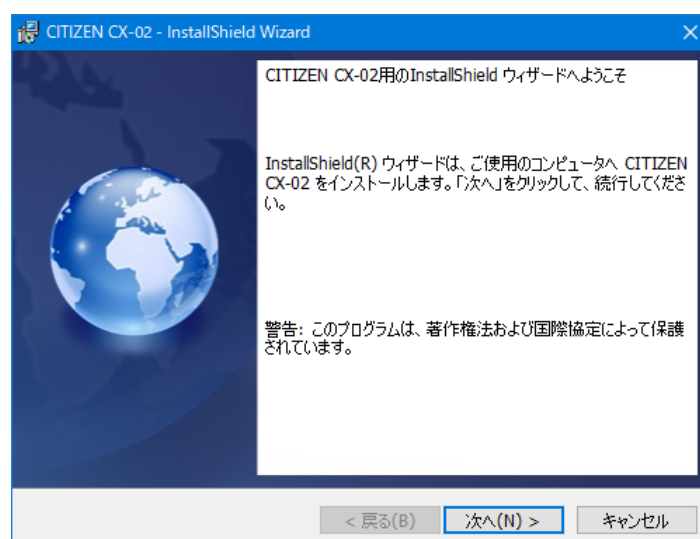 CITIZEN CX-02 - InstallShield Wizard
CITIZEN CX-02用のInstallShield ウィザードへようこそ
InstallShield(R) ウィザードは、ご使用のコンピュータへ CITIZEN
CX-02 をインストールします。「次へ」をクリックして、続行してくださ
い。
警告: このプログラムは、著作権法および国際協定によって保護
されています。
< 戻る(B)
次へ(N) >
キャンセル